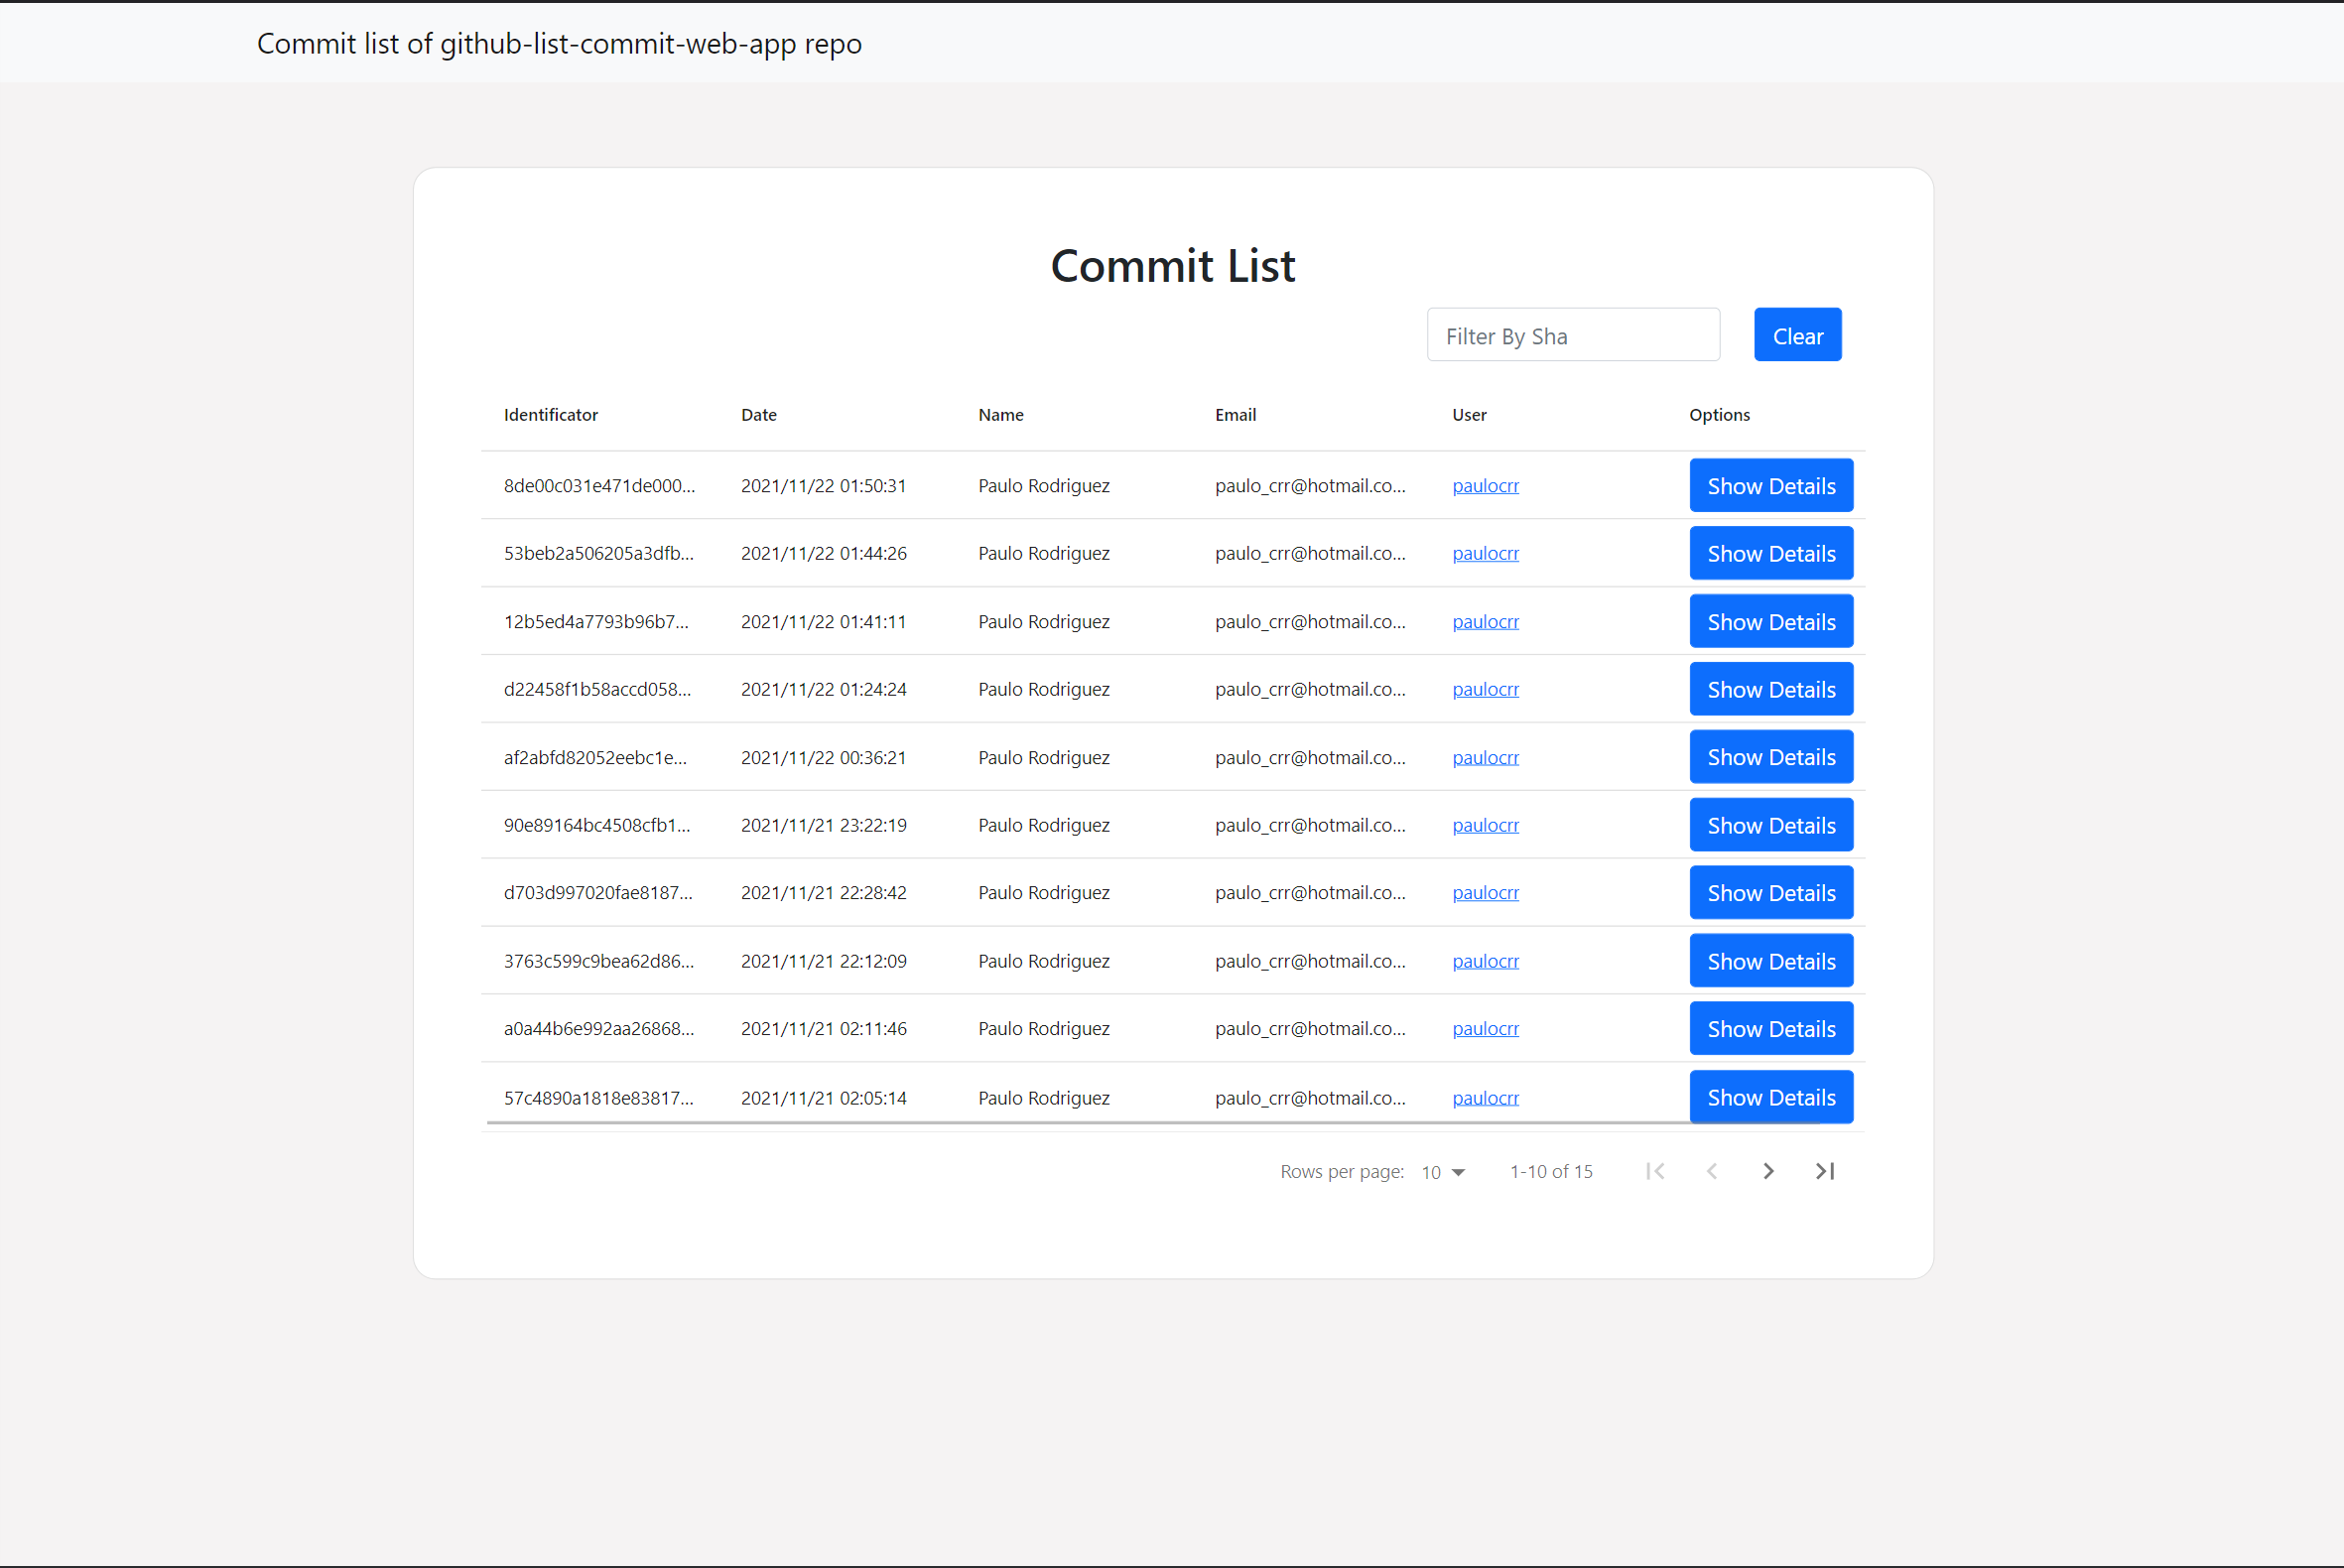 Commit list of github-list-commit-web-app repo
Commit List
Filter By Sha Clear
Identificator Date Name Email User Options
8de00c031e471de000... 2021/11/22 01:50:31 Paulo Rodriguez paulo_crr@hotmail.co... paulocrr Show Details
53beb2a506205a3dfb... 2021/11/22 01:44:26 Paulo Rodriguez paulo_crr@hotmail.co... paulocrr Show Details
12b5ed4a7793b96b7... 2021/11/22 01:41:11 Paulo Rodriguez paulo_crr@hotmail.co... paulocrr Show Details
d22458f1b58accd058... 2021/11/22 01:24:24 Paulo Rodriguez paulo_crr@hotmail.co... paulocrr Show Details
af2abfd82052eebc1e... 2021/11/22 00:36:21 Paulo Rodriguez paulo_crr@hotmail.co... paulocrr Show Details
90e89164bc4508cfb1... 2021/11/21 23:22:19 Paulo Rodriguez paulo_crr@hotmail.co... paulocrr Show Details
d703d997020fae8187... 2021/11/21 22:28:42 Paulo Rodriguez paulo_crr@hotmail.co... paulocrr Show Details
3763c599c9bea62d86... 2021/11/21 22:12:09 Paulo Rodriguez paulo_crr@hotmail.co... paulocrr Show Details
a0a44b6e992aa26868... 2021/11/21 02:11:46 Paulo Rodriguez paulo_crr@hotmail.co... paulocrr Show Details
57c4890a1818e83817... 2021/11/21 02:05:14 Paulo Rodriguez paulo_crr@hotmail.co... paulocrr Show Details
Rows per page: 10 1-10 of 15